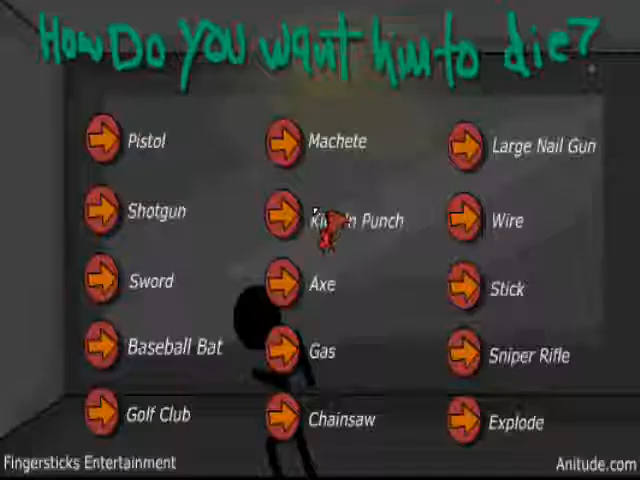 How Do You want him to die?
Pistol
Machete
Large Nail Gun
Shotgun
Punch
Wire
Sword
Axe
Stick
Baseball Bat
Gas
Sniper Rifle
Golf Club
Chainsaw
Explode
Fingersticks Entertainment
Anitude.com